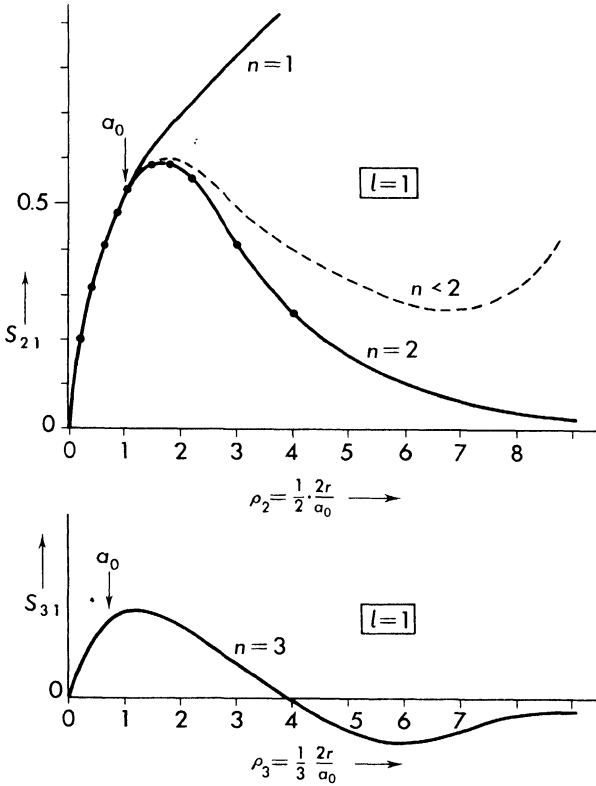 n = 1
a₀
l = 1
0.5
n < 2
S₂₁
n = 2
0
0 1 2 3 4 5 6 7 8
ρ₂ = 1/2 · 2r/a₀
a₀
S₃₁
l = 1
n = 3
0
0 1 2 3 4 5 6 7
ρ₃ = 1/3 2r/a₀